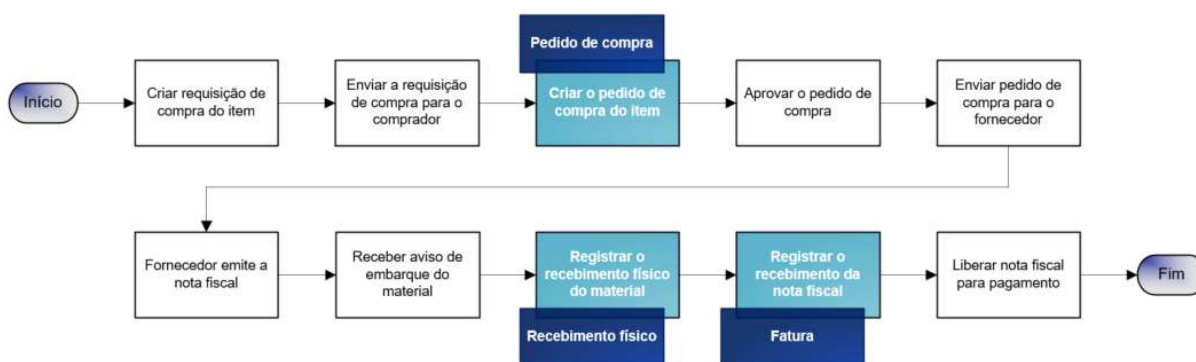 Pedido de compra
Início
Criar requisição de
compra do item
Enviar a requisição
de compra para o
comprador
Criar o pedido de
compra do item
Aprovar o pedido de
compra
Enviar pedido de
compra para o
fornecedor
Fornecedor emite a
nota fiscal
Receber aviso de
embarque do
material
Registrar o
recebimento físico
do material
Registrar o
recebimento da
nota fiscal
Liberar nota fiscal
para pagamento
Fim
Recebimento físico
Fatura